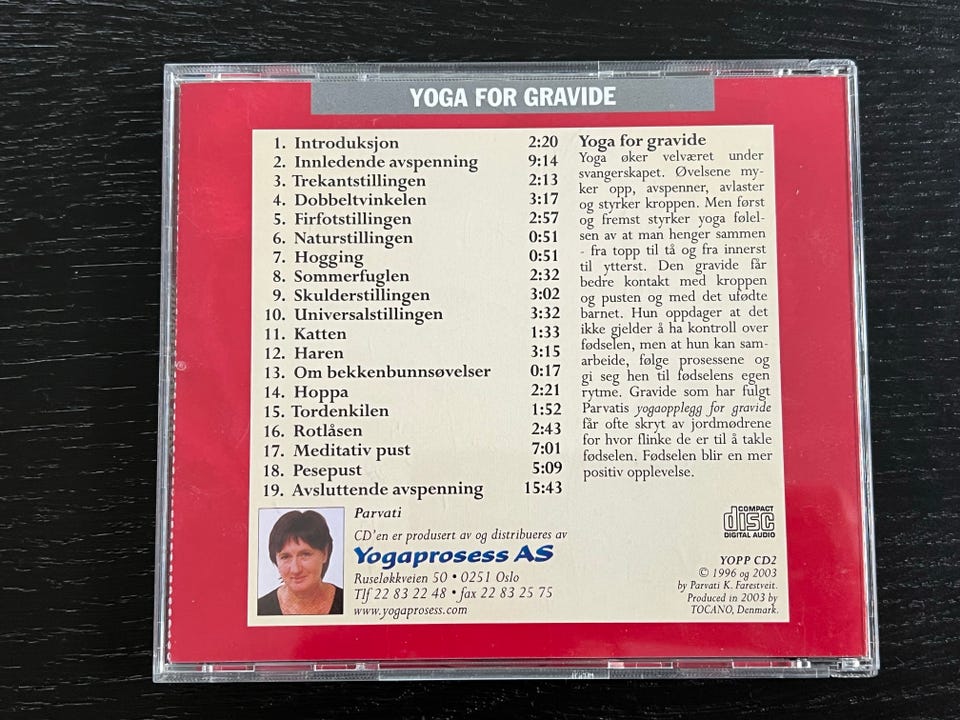 YOGA FOR GRAVIDE
1. Introduksjon 2:20
2. Innledende avspenning 9:14
3. Trekantstillingen 2:13
4. Dobbeltvinkelen 3:17
5. Firfotstillingen 2:57
6. Naturstillingen 0:51
7. Hogging 0:51
8. Sommerfuglen 2:32
9. Skulderstillingen 3:02
10. Universalstillingen 3:32
11. Katten 1:33
12. Haren 3:15
13. Om bekkenbunnsøvelser 0:17
14. Hoppa 2:21
15. Tordenkilen 1:52
16. Rotlåsen 2:43
17. Meditativ pust 7:01
18. Pesepust 5:09
19. Avsluttende avspenning 15:43
Yoga for gravide
Yoga øker velværet under
svangerskapet. Øvelsene my-
ker opp, avspenner, avlaster
og styrker kroppen. Men først
og fremst styrker yoga følel-
sen av at man henger sammen
- fra topp til tå og fra innerst
til ytterst. Den gravide får
bedre kontakt med kroppen
og pusten og med det ufødte
barnet. Hun oppdager at det
ikke gjelder å ha kontroll over
fødselen, men at hun kan sam-
arbeide, følge prosessene og
gi seg hen til fødselens egen
rytme. Gravide som har fulgt
Parvatis yogaopplegg for gravide
får ofte skryt av jordmødrene
for hvor flinke de er til å takle
fødselen. Fødselen blir en mer
positiv opplevelse.
Parvati
CD'en er produsert av og distribueres av
Yogaprosess AS
Ruseløkkveien 50 • 0251 Oslo
Tlf 22 83 22 48 • fax 22 83 25 75
www.yogaprosess.com
COMPACT
disc
DIGITAL AUDIO
YOPP CD2
© 1996 og 2003
by Parvati K. Farestveit.
Produced in 2003 by
TOCANO, Denmark.